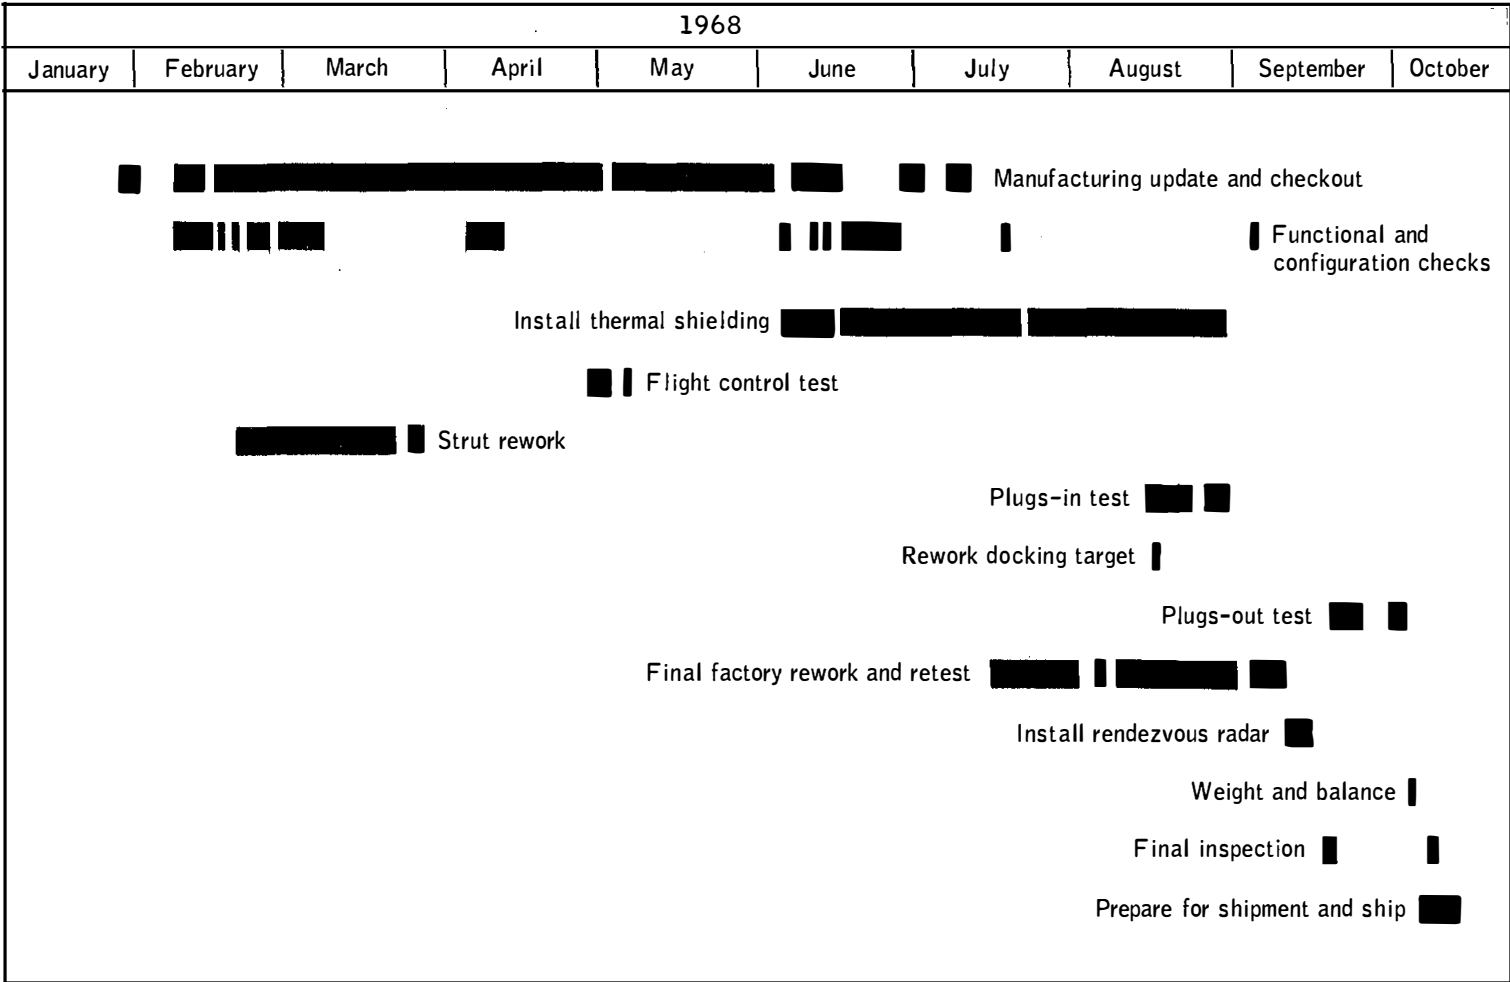 1968
January February March April May June July August September October
Manufacturing update and checkout
Functional and
configuration checks
Install thermal shielding
Flight control test
Strut rework
Plugs-in test
Rework docking target
Plugs-out test
Final factory rework and retest
Install rendezvous radar
Weight and balance
Final inspection
Prepare for shipment and ship